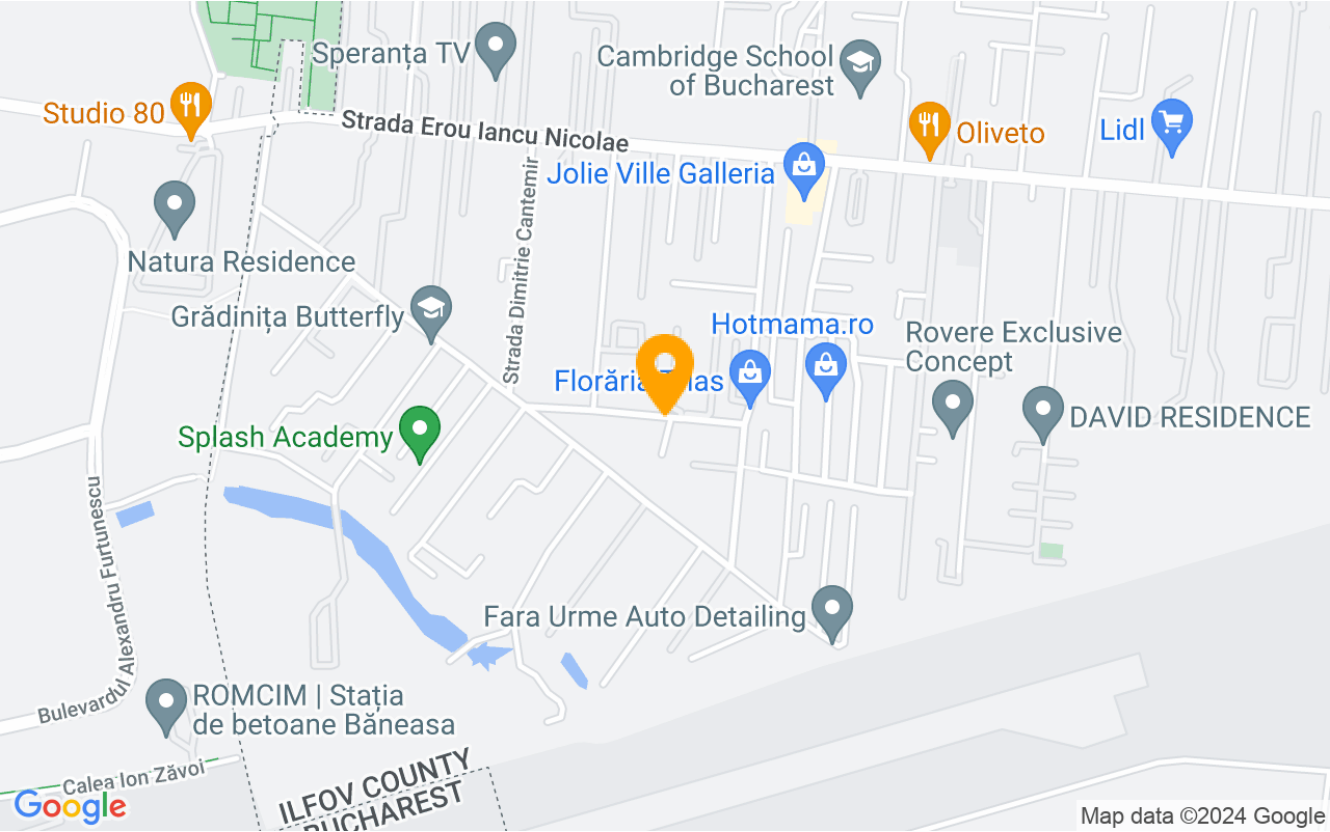 Speranța TV
Cambridge School
of Bucharest
Studio 80
Strada Erou Iancu Nicolae
Oliveto
Lidl
Jolie Ville Galleria
Strada Dimitrie Cantemir
Natura Residence
Grădinița Butterfly
Hotmama.ro
Rovere Exclusive
Concept
Florăria
DAVID RESIDENCE
Splash Academy
Bulevardul Alexandru Furtunescu
Fara Urme Auto Detailing
ROMCIM | Stația
de betoane Băneasa
Calea Ion Zăvoi
ILFOV COUNTY
BUCHAREST
Google
Map data ©2024 Google